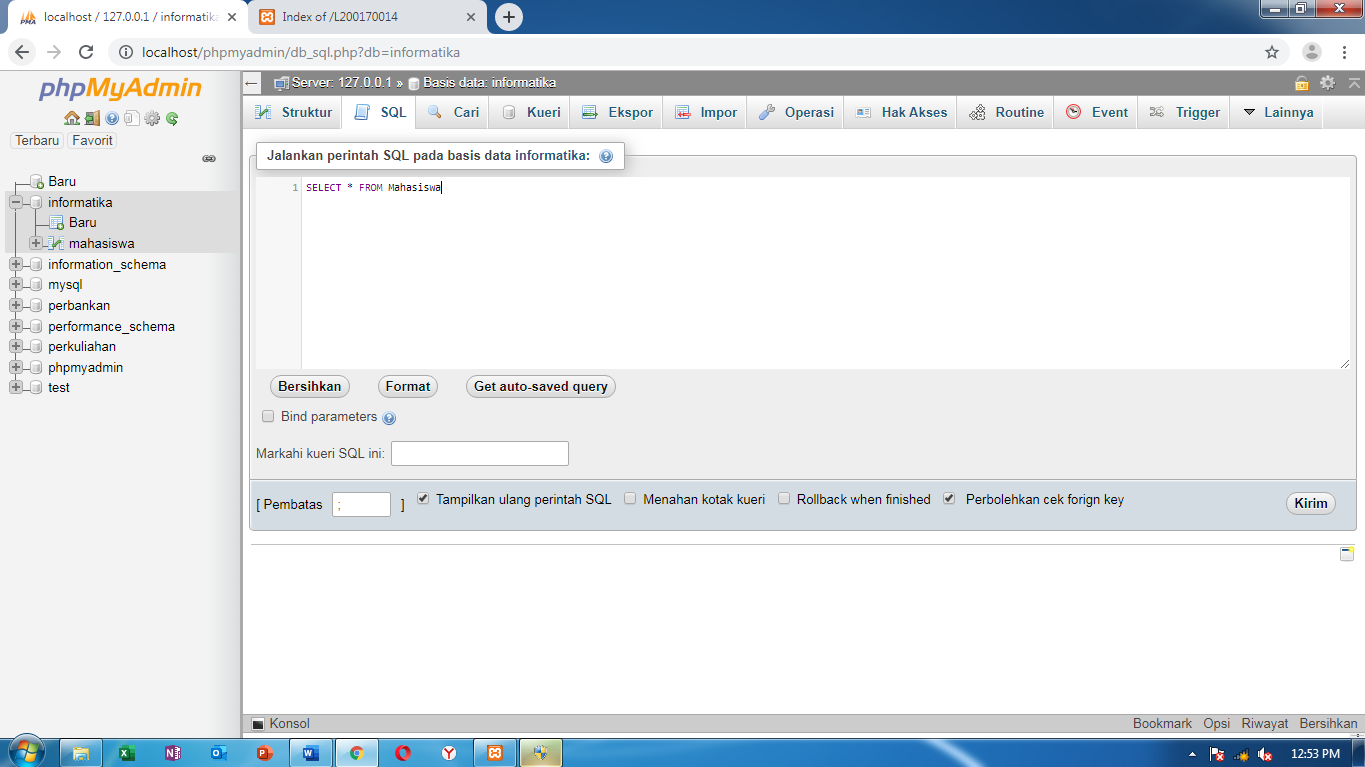 localhost / 127.0.0.1 / informatika
Index of /L200170014
localhost/phpmyadmin/db_sql.php?db=informatika
phpMyAdmin
Terbaru Favorit
Baru
informatika
Baru
mahasiswa
information_schema
mysql
perbankan
performance_schema
perkuliahan
phpmyadmin
test
Server: 127.0.0.1 » Basis data: informatika
Struktur SQL Cari Kueri Ekspor Impor Operasi Hak Akses Routine Event Trigger Lainnya
Jalankan perintah SQL pada basis data informatika:
1 SELECT * FROM Mahasiswa
Bersihkan Format Get auto-saved query
Bind parameters
Markahi kueri SQL ini:
[ Pembatas ; ] Tampilkan ulang perintah SQL Menahan kotak kueri Rollback when finished Perbolehkan cek forign key Kirim
Konsol Bookmark Opsi Riwayat Bersihkan
12:53 PM